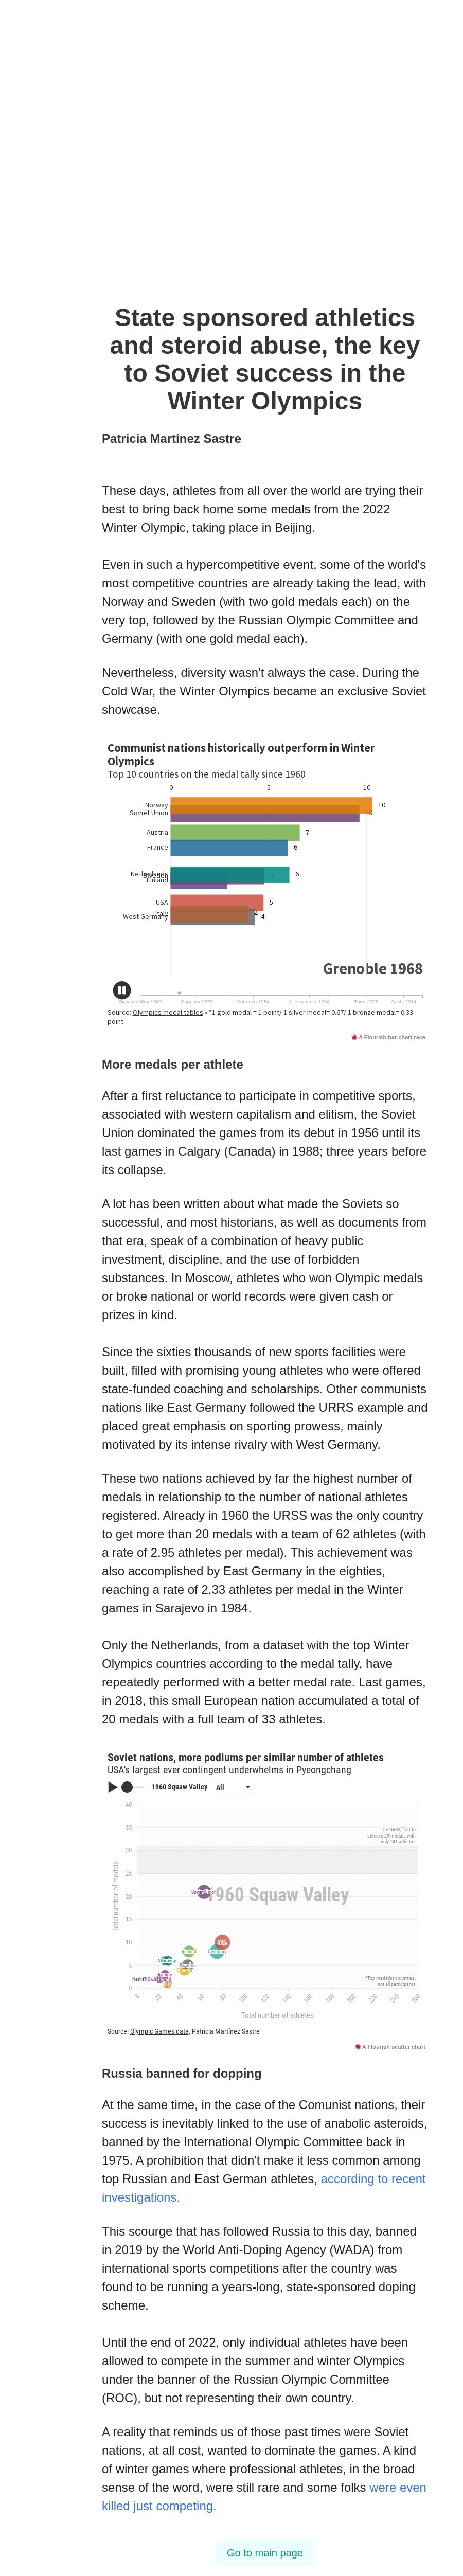 State sponsored athletics
and steroid abuse, the key
to Soviet success in the
Winter Olympics
Patricia Martínez Sastre
These days, athletes from all over the world are trying their
best to bring back home some medals from the 2022
Winter Olympic, taking place in Beijing.
Even in such a hypercompetitive event, some of the world's
most competitive countries are already taking the lead, with
Norway and Sweden (with two gold medals each) on the
very top, followed by the Russian Olympic Committee and
Germany (with one gold medal each).
Nevertheless, diversity wasn't always the case. During the
Cold War, the Winter Olympics became an exclusive Soviet
showcase.
Communist nations historically outperform in Winter
Olympics
Top 10 countries on the medal tally since 1960
0 5 10
Norway 10
Soviet Union 10
Austria 7
France 6
Netherlands 6
Finland
USA 5
Italy 4
West Germany 4
Grenoble 1968
Squaw Valley 1960 Sapporo 1972 Sarajevo 1984 Lillehammer 1994 Turin 2006 Sochi 2014
Source: Olympics medal tables • *1 gold medal = 1 point/ 1 silver medal= 0.67/ 1 bronze medal= 0.33
point
A Flourish bar chart race
More medals per athlete
After a first reluctance to participate in competitive sports,
associated with western capitalism and elitism, the Soviet
Union dominated the games from its debut in 1956 until its
last games in Calgary (Canada) in 1988; three years before
its collapse.
A lot has been written about what made the Soviets so
successful, and most historians, as well as documents from
that era, speak of a combination of heavy public
investment, discipline, and the use of forbidden
substances. In Moscow, athletes who won Olympic medals
or broke national or world records were given cash or
prizes in kind.
Since the sixties thousands of new sports facilities were
built, filled with promising young athletes who were offered
state-funded coaching and scholarships. Other communists
nations like East Germany followed the URRS example and
placed great emphasis on sporting prowess, mainly
motivated by its intense rivalry with West Germany.
These two nations achieved by far the highest number of
medals in relationship to the number of national athletes
registered. Already in 1960 the URSS was the only country
to get more than 20 medals with a team of 62 athletes (with
a rate of 2.95 athletes per medal). This achievement was
also accomplished by East Germany in the eighties,
reaching a rate of 2.33 athletes per medal in the Winter
games in Sarajevo in 1984.
Only the Netherlands, from a dataset with the top Winter
Olympics countries according to the medal tally, have
repeatedly performed with a better medal rate. Last games,
in 2018, this small European nation accumulated a total of
20 medals with a full team of 33 athletes.
Soviet nations, more podiums per similar number of athletes
USA's largest ever contingent underwhelms in Pyeongchang
1960 Squaw Valley All
40
35
The URSS, first to
achieve 29 medals with
only 101 athletes
30
25
20
1960 Squaw Valley
15
10
5
0
*Top medalist countries,
not all participants
Total number of medals
0 20 40 60 80 100 120 140 160 180 200 220 240 260
Total number of athletes
Source: Olympic Games data, Patricia Martínez Sastre
A Flourish scatter chart
Russia banned for dopping
At the same time, in the case of the Comunist nations, their
success is inevitably linked to the use of anabolic asteroids,
banned by the International Olympic Committee back in
1975. A prohibition that didn't make it less common among
top Russian and East German athletes, according to recent
investigations.
This scourge that has followed Russia to this day, banned
in 2019 by the World Anti-Doping Agency (WADA) from
international sports competitions after the country was
found to be running a years-long, state-sponsored doping
scheme.
Until the end of 2022, only individual athletes have been
allowed to compete in the summer and winter Olympics
under the banner of the Russian Olympic Committee
(ROC), but not representing their own country.
A reality that reminds us of those past times were Soviet
nations, at all cost, wanted to dominate the games. A kind
of winter games where professional athletes, in the broad
sense of the word, were still rare and some folks were even
killed just competing.
Go to main page